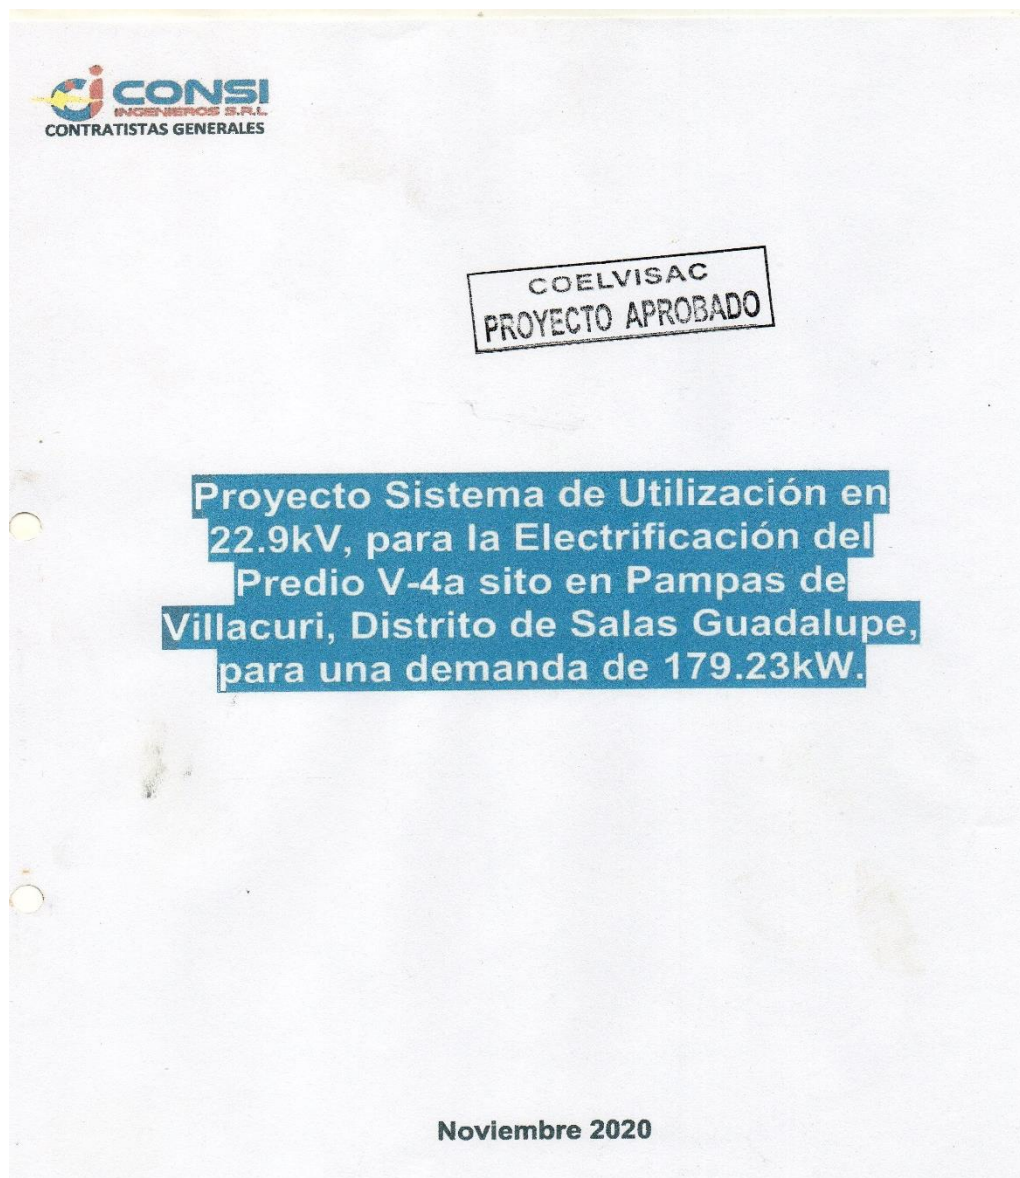 CONSI
INGENIEROS S.R.L
CONTRATISTAS GENERALES
COELVISAC
PROYECTO APROBADO
Proyecto Sistema de Utilización en
22.9kV, para la Electrificación del
Predio V-4a sito en Pampas de
Villacuri, Distrito de Salas Guadalupe,
para una demanda de 179.23kW.
Noviembre 2020